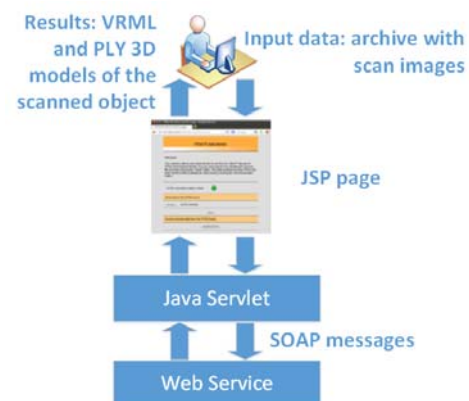 Results: VRML
and PLY 3D
models of the
scanned object
Input data: archive with
scan images
JSP page
Java Servlet
SOAP messages
Web Service